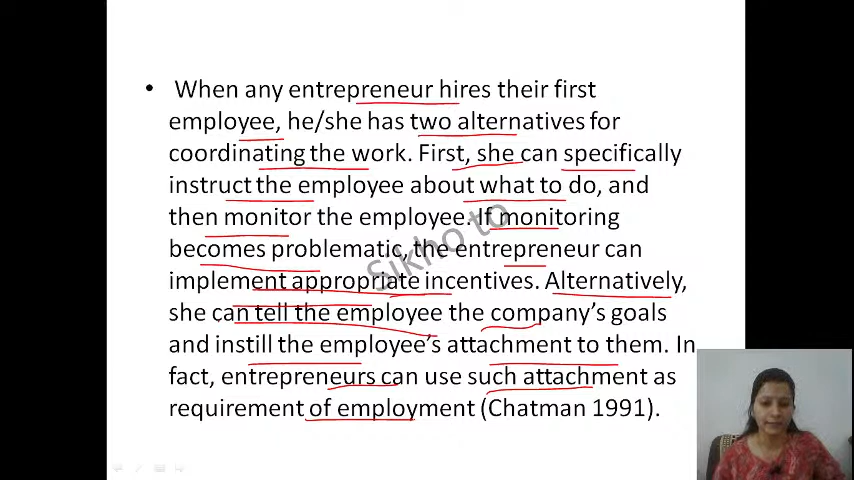 • When any entrepreneur hires their first
employee, he/she has two alternatives for
coordinating the work. First, she can specifically
instruct the employee about what to do, and
then monitor the employee. If monitoring
becomes problematic, the entrepreneur can
implement appropriate incentives. Alternatively,
she can tell the employee the company’s goals
and instill the employee’s attachment to them. In
fact, entrepreneurs can use such attachment as
requirement of employment (Chatman 1991).
Sikho to